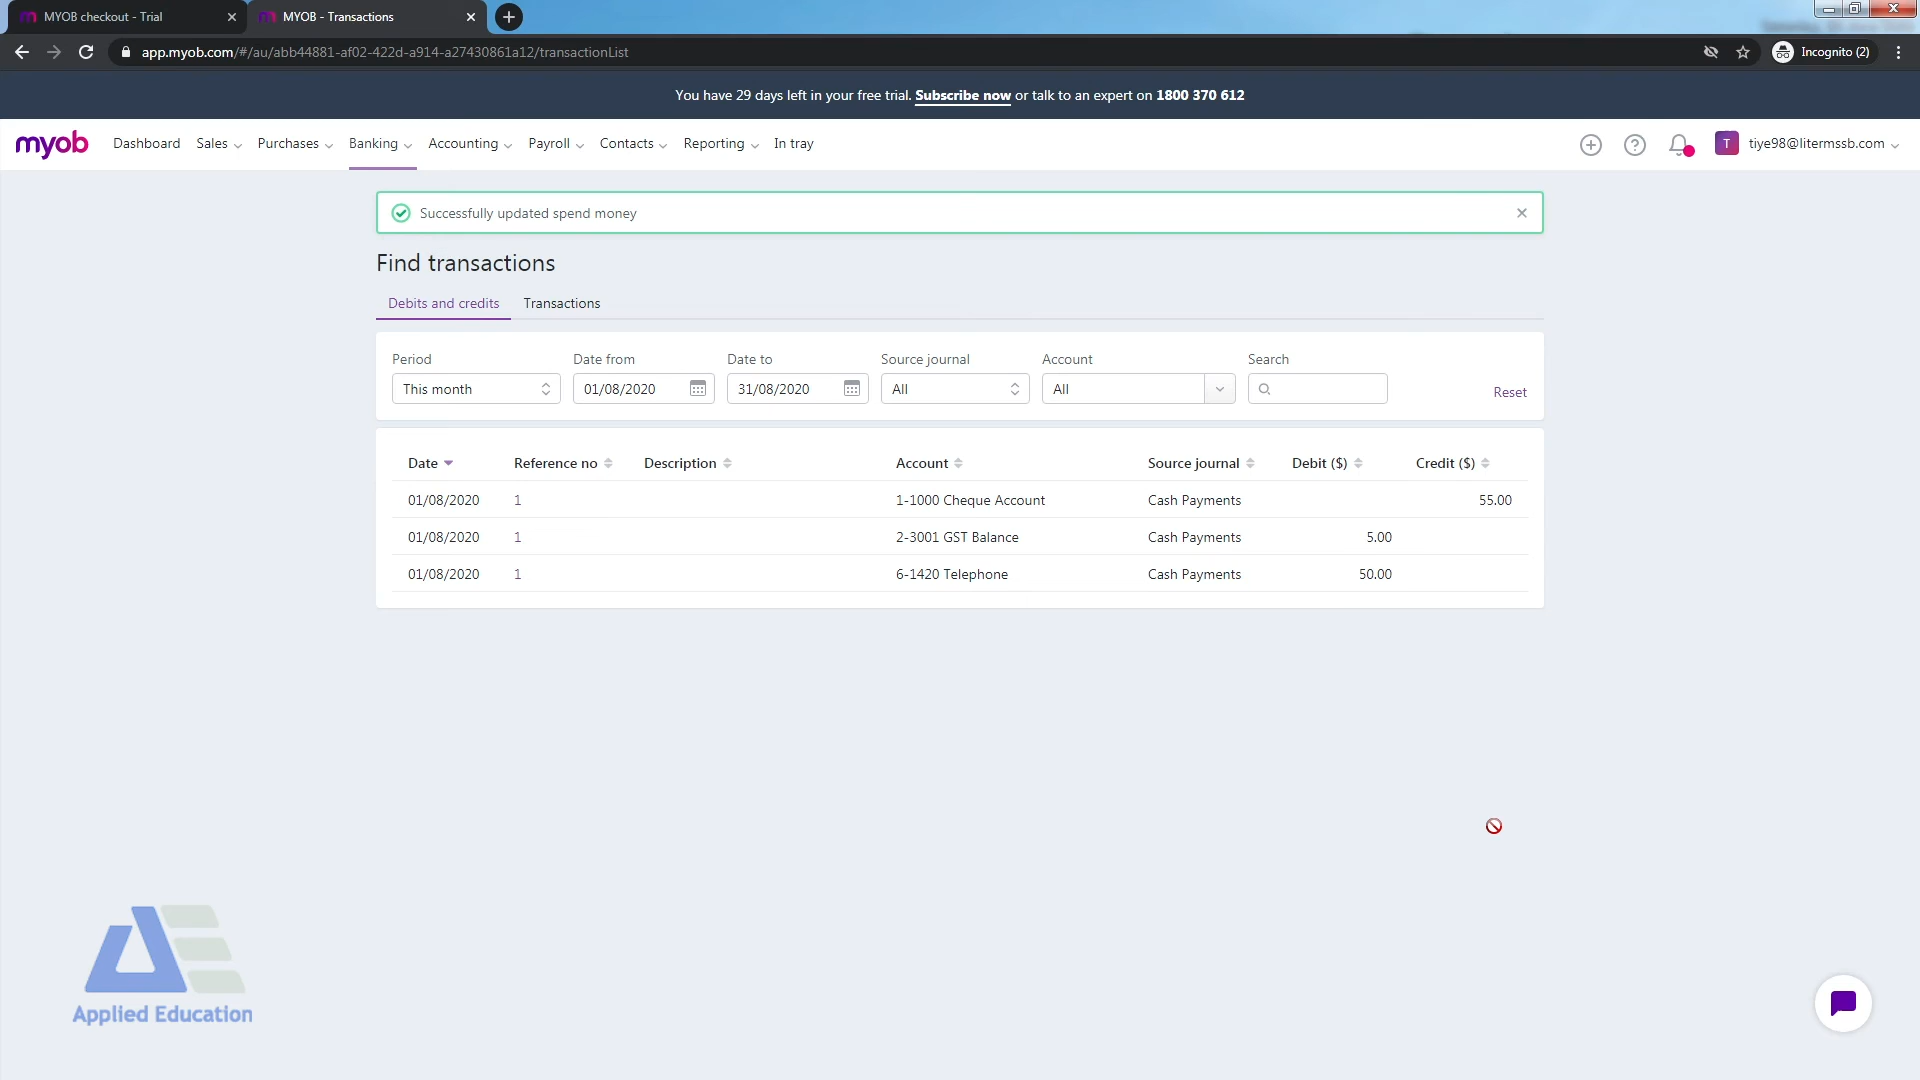 MYOB checkout - Trial
MYOB - Transactions
app.myob.com/#/au/abb44881-af02-422d-a914-a27430861a12/transactionList
Incognito (2)
You have 29 days left in your free trial. Subscribe now or talk to an expert on 1800 370 612
myob
Dashboard Sales Purchases Banking Accounting Payroll Contacts Reporting In tray
T tiye98@litermssb.com
Successfully updated spend money
Find transactions
Debits and credits Transactions
Period Date from Date to Source journal Account Search
This month 01/08/2020 31/08/2020 All All
Reset
Date Reference no Description Account Source journal Debit ($) Credit ($)
01/08/2020 1 1-1000 Cheque Account Cash Payments 55.00
01/08/2020 1 2-3001 GST Balance Cash Payments 5.00
01/08/2020 1 6-1420 Telephone Cash Payments 50.00
AE
Applied Education